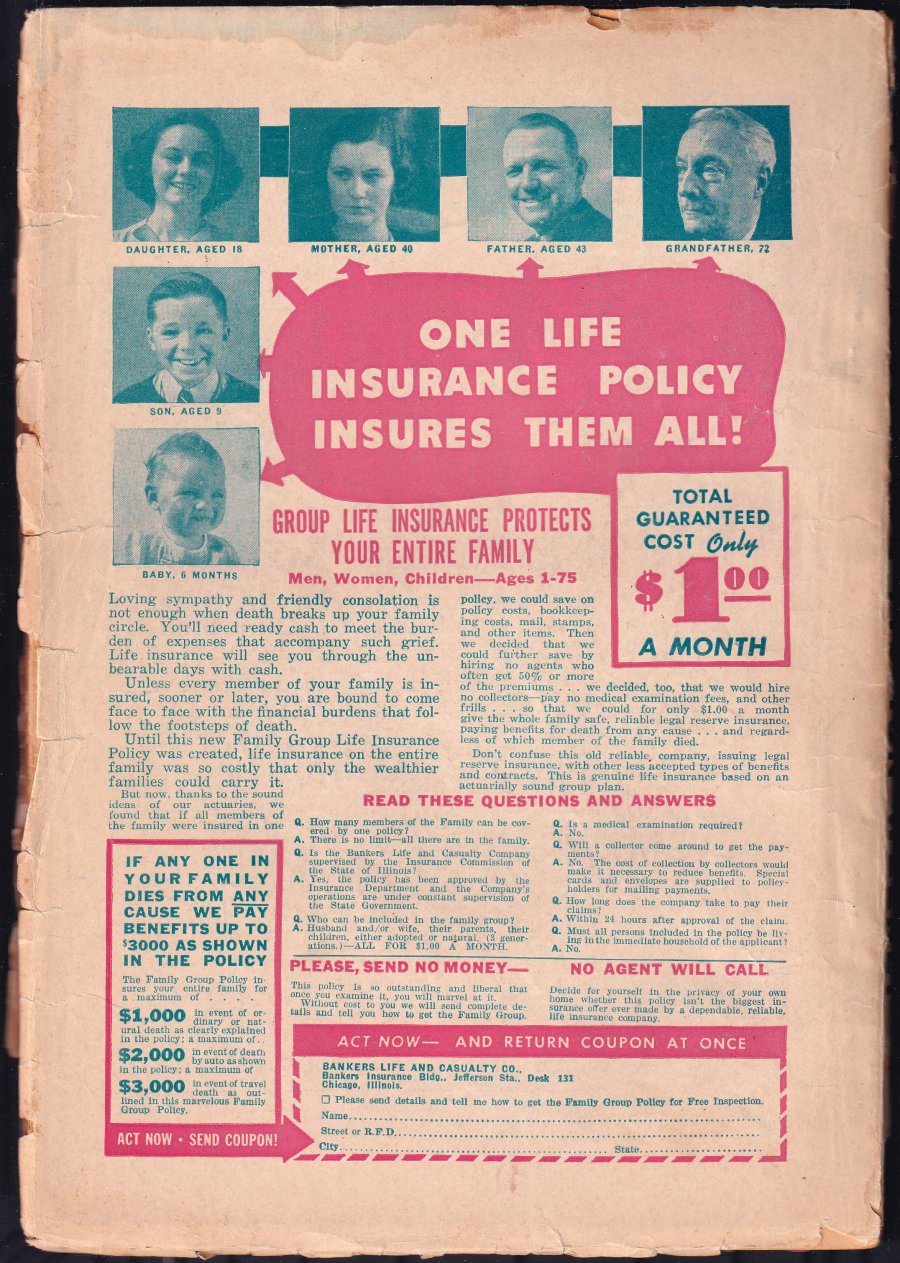 DAUGHTER, AGED 18
MOTHER, AGED 40
FATHER, AGED 43
GRANDFATHER, 72
SON, AGED 9
BABY, 6 MONTHS
ONE LIFE
INSURANCE POLICY
INSURES THEM ALL!
TOTAL
GUARANTEED
COST Only
$1.00
A MONTH
GROUP LIFE INSURANCE PROTECTS
YOUR ENTIRE FAMILY
Men, Women, Children—Ages 1-75
Loving sympathy and friendly consolation is
not enough when death breaks up your family
circle. You'll need ready cash to meet the bur-
den of expenses that accompany such grief.
Life insurance will see you through the un-
bearable days with cash.
Unless every member of your family is in-
sured, sooner or later, you are bound to come
face to face with the financial burdens that fol-
low the footsteps of death.
Until this new Family Group Life Insurance
Policy was created, life insurance on the entire
family was so costly that only the wealthier
families could carry it.
But now, thanks to the sound
ideas of our actuaries, we
found that if all members of
the family were insured in one
policy, we could save on
policy costs, bookkeep-
ing costs, mail, stamps,
and other items. Then
we decided that we
could further save by
hiring no agents who
often get 50% or more
of the premiums . . . we decided, too, that we would hire
no collectors—pay no medical examination fees, and other
frills . . . so that we could for only $1.00 a month
give the whole family safe, reliable legal reserve insurance,
paying benefits for death from any cause . . . and regard-
less of which member of the family died.
Don't confuse this old reliable company, issuing legal
reserve insurance, with other less accepted types of benefits
and contracts. This is genuine life insurance based on an
actuarially sound group plan.
READ THESE QUESTIONS AND ANSWERS
Q. How many members of the Family can be cov-
ered by one policy?
A. There is no limit—all there are in the family.
Q. Is the Bankers Life and Casualty Company
supervised by the Insurance Commission of
the State of Illinois?
A. Yes, the policy has been approved by the
Insurance Department and the Company's
operations are under constant supervision of
the State Government.
Q. Who can be included in the family group?
A. Husband and/or wife, their parents, their
children, either adopted or natural, (3 gener-
ations.)—ALL FOR $1.00 A MONTH.
Q. Is a medical examination required?
A. No.
Q. Will a collector come around to get the pay-
ments?
A. No. The cost of collection by collectors would
make it necessary to reduce benefits. Special
cards and envelopes are supplied to policy-
holders for mailing payments.
Q. How long does the company take to pay their
claims?
A. Within 24 hours after approval of the claim.
Q. Must all persons included in the policy be liv-
ing in the immediate household of the applicant?
A. No.
IF ANY ONE IN
YOUR FAMILY
DIES FROM ANY
CAUSE WE PAY
BENEFITS UP TO
$3000 AS SHOWN
IN THE POLICY
The Family Group Policy in-
sures your entire family for
a maximum of .
$1,000 in event of or-
dinary or nat-
ural death as clearly explained
in the policy; a maximum of . .
$2,000 in event of death
by auto as shown
in the policy; a maximum of
$3,000 in event of travel
death as out-
lined in this marvelous Family
Group Policy.
ACT NOW • SEND COUPON!
PLEASE, SEND NO MONEY—
This policy is so outstanding and liberal that
once you examine it, you will marvel at it.
Without cost to you we will send complete de-
tails and tell you how to get the Family Group.
NO AGENT WILL CALL
Decide for yourself in the privacy of your own
home whether this policy isn't the biggest in-
surance offer ever made by a dependable, reliable,
life insurance company.
ACT NOW— AND RETURN COUPON AT ONCE
BANKERS LIFE AND CASUALTY CO.,
Bankers Insurance Bldg., Jefferson Sta., Desk 131
Chicago, Illinois.
☐ Please send details and tell me how to get the Family Group Policy for Free Inspection.
Name
Street or R.F.D.
City State